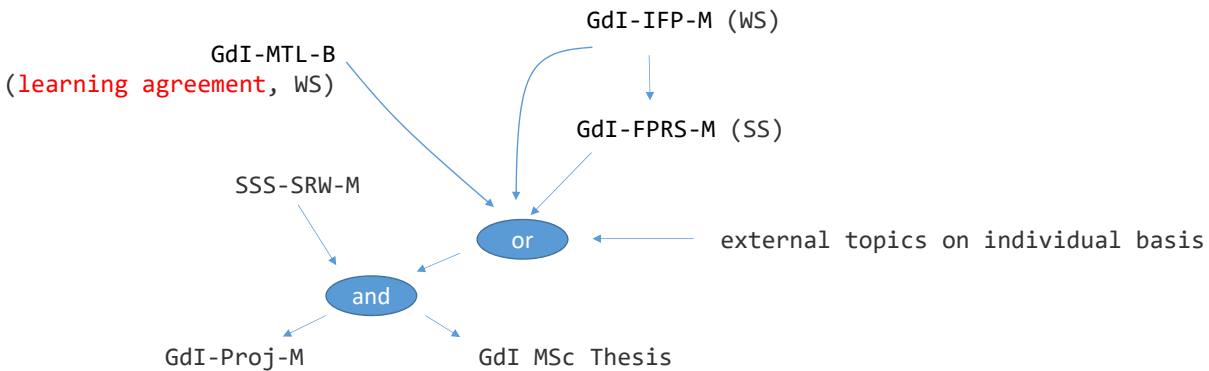 GdI-IFP-M (WS)
GdI-MTL-B
(learning agreement, WS)
GdI-FPRS-M (SS)
SSS-SRW-M
or
external topics on individual basis
and
GdI-Proj-M
GdI MSc Thesis